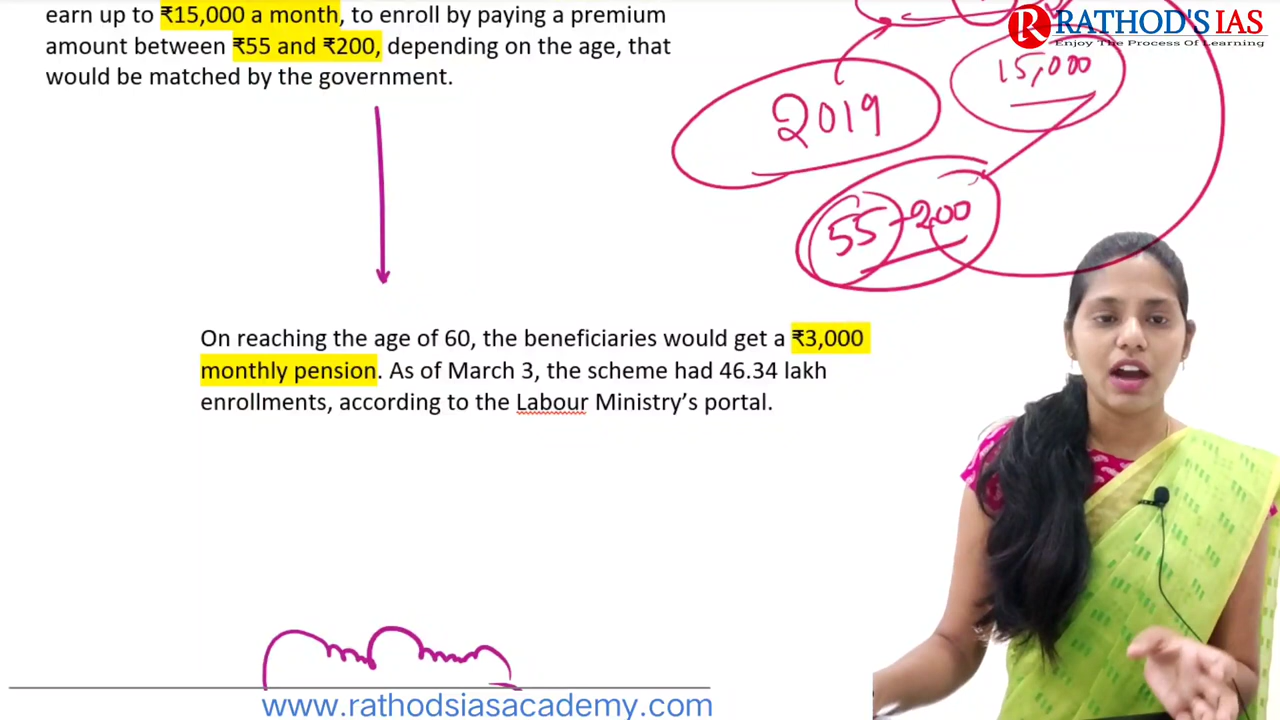 earn up to ₹15,000 a month, to enroll by paying a premium
amount between ₹55 and ₹200, depending on the age, that
would be matched by the government.
RATHOD'S IAS
Enjoy The Process Of Learning
15,000
2019
55-200
On reaching the age of 60, the beneficiaries would get a ₹3,000
monthly pension. As of March 3, the scheme had 46.34 lakh
enrollments, according to the Labour Ministry's portal.
www.rathodsiasacademy.com